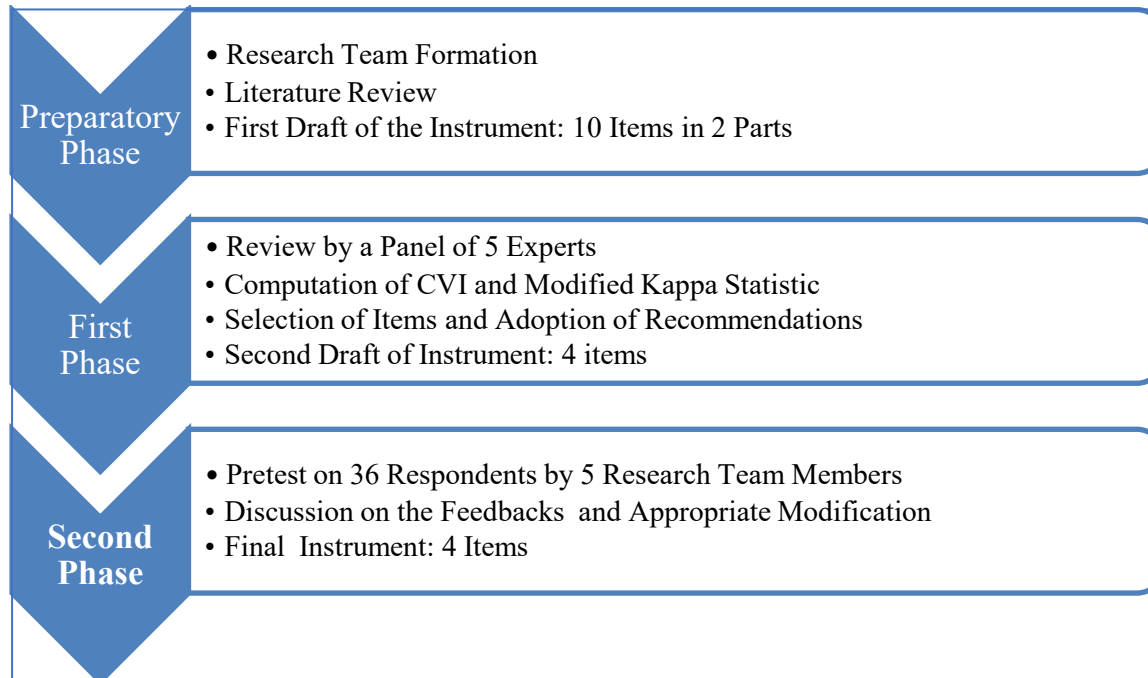 Preparatory
Phase
• Research Team Formation
• Literature Review
• First Draft of the Instrument: 10 Items in 2 Parts
First
Phase
• Review by a Panel of 5 Experts
• Computation of CVI and Modified Kappa Statistic
• Selection of Items and Adoption of Recommendations
• Second Draft of Instrument: 4 items
Second
Phase
• Pretest on 36 Respondents by 5 Research Team Members
• Discussion on the Feedbacks and Appropriate Modification
• Final Instrument: 4 Items